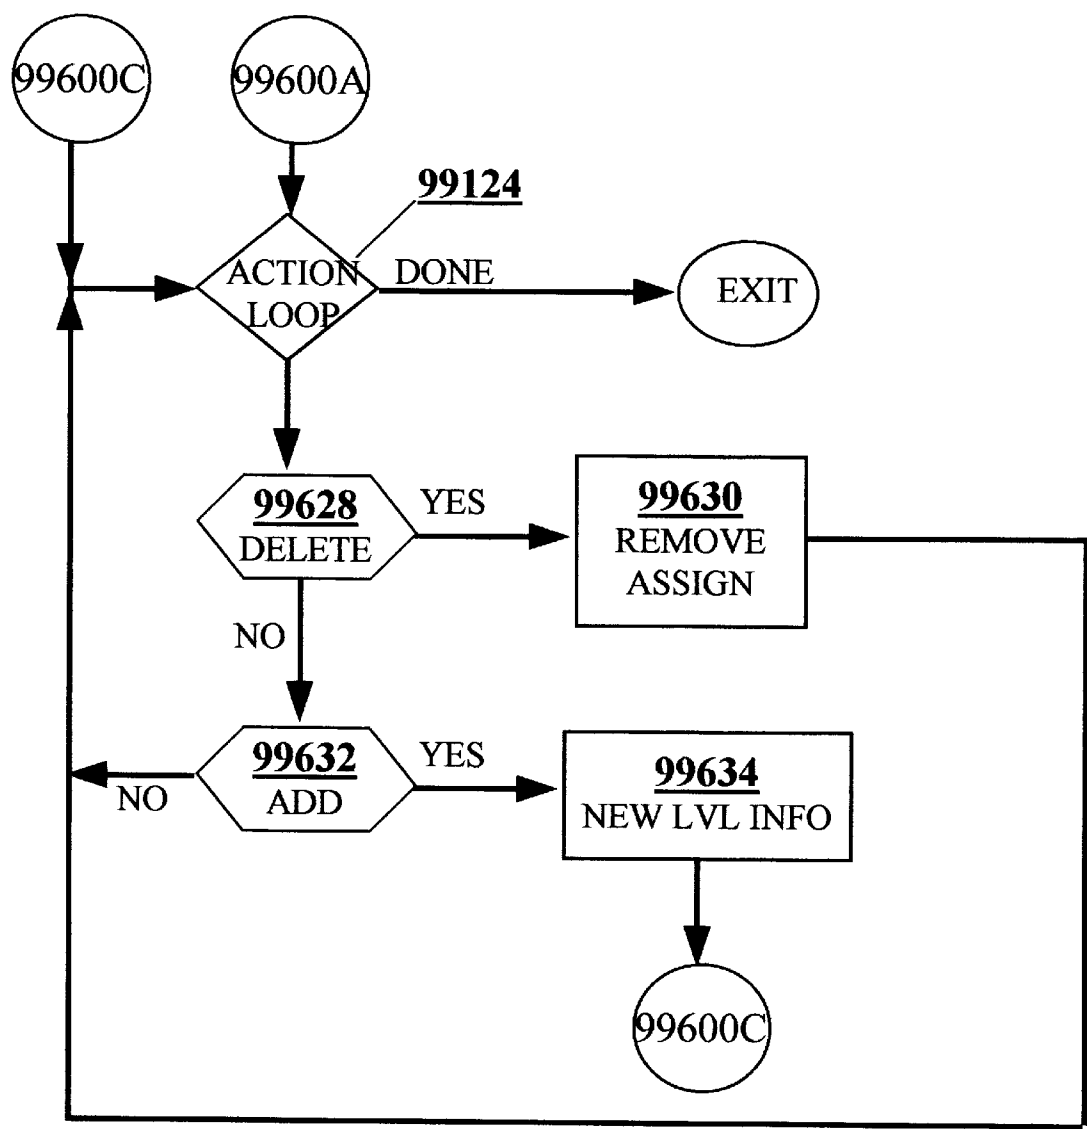 99600C
99600A
99124
ACTION
LOOP
DONE
EXIT
99628
DELETE
YES
99630
REMOVE
ASSIGN
NO
99632
ADD
YES
NO
99634
NEW LVL INFO
99600C